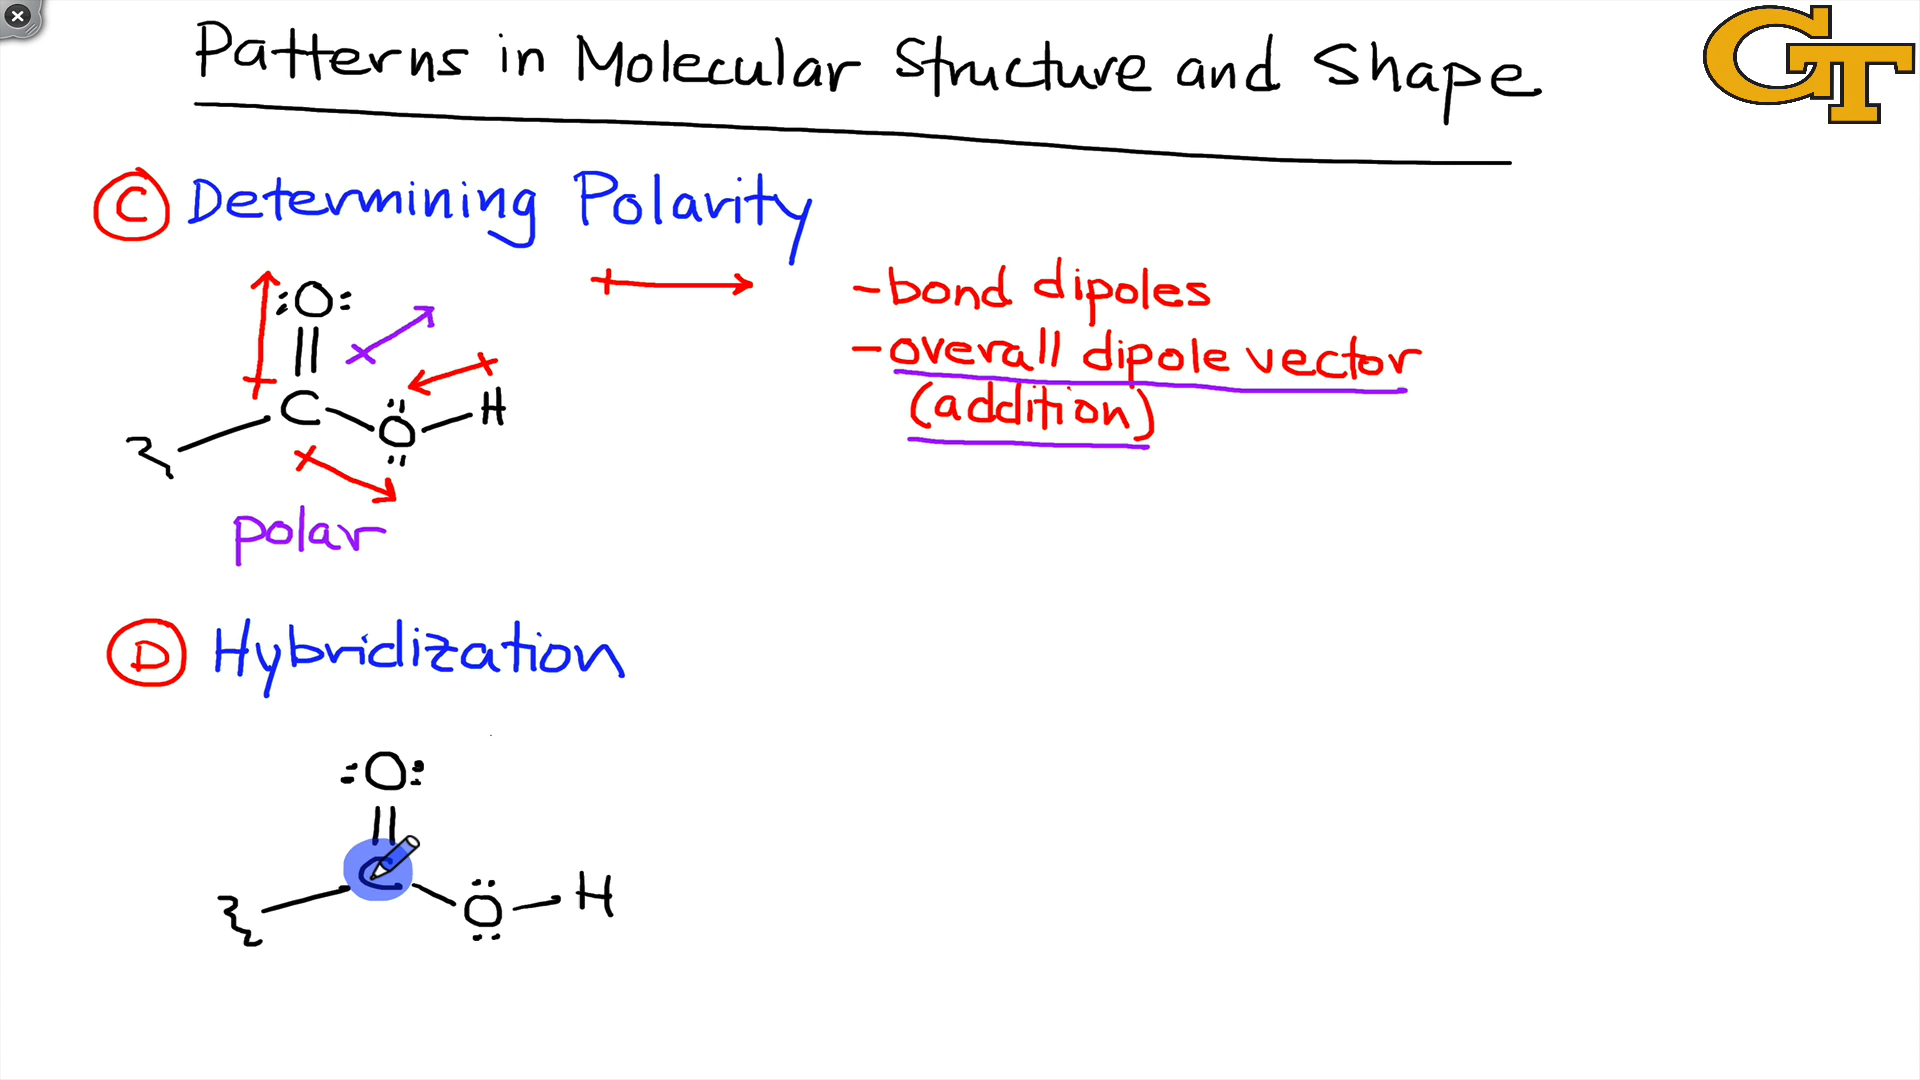 Patterns in Molecular Structure and Shape
GT
C Determining Polarity
-bond dipoles
-overall dipole vector
(addition)
:O:
C
O
H
polar
D Hybridization
:O:
C
O
H